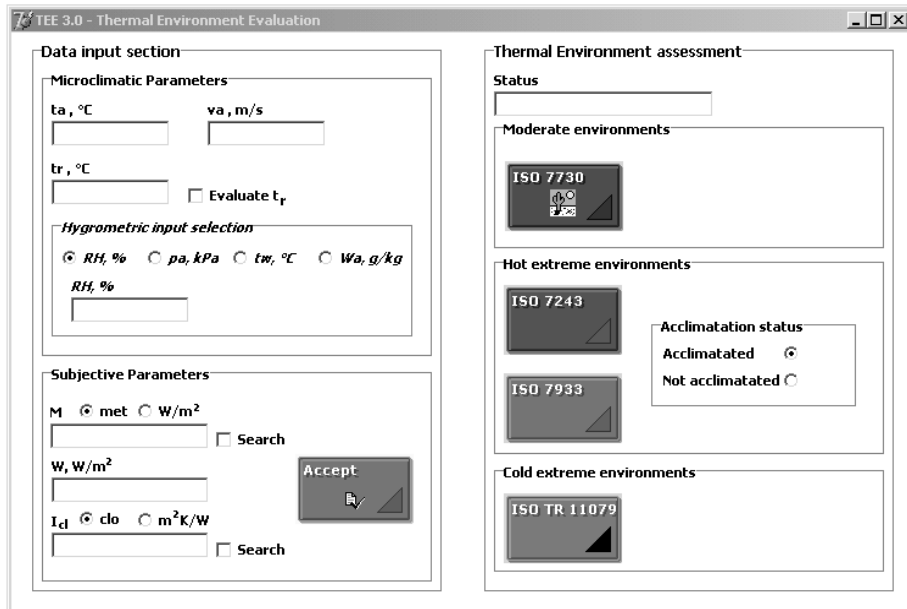 TEE 3.0 - Thermal Environment Evaluation
Data input section
Microclimatic Parameters
ta , °C
va , m/s
tr , °C
Evaluate tr
Hygrometric input selection
RH, %
pa, kPa
tw, °C
Wa, g/kg
RH, %
Subjective Parameters
M
met
W/m²
Search
W, W/m²
Accept
Icl
clo
m²K/W
Search
Thermal Environment assessment
Status
Moderate environments
ISO 7730
Hot extreme environments
ISO 7243
Acclimatation status
Acclimatated
Not acclimatated
ISO 7933
Cold extreme environments
ISO TR 11079